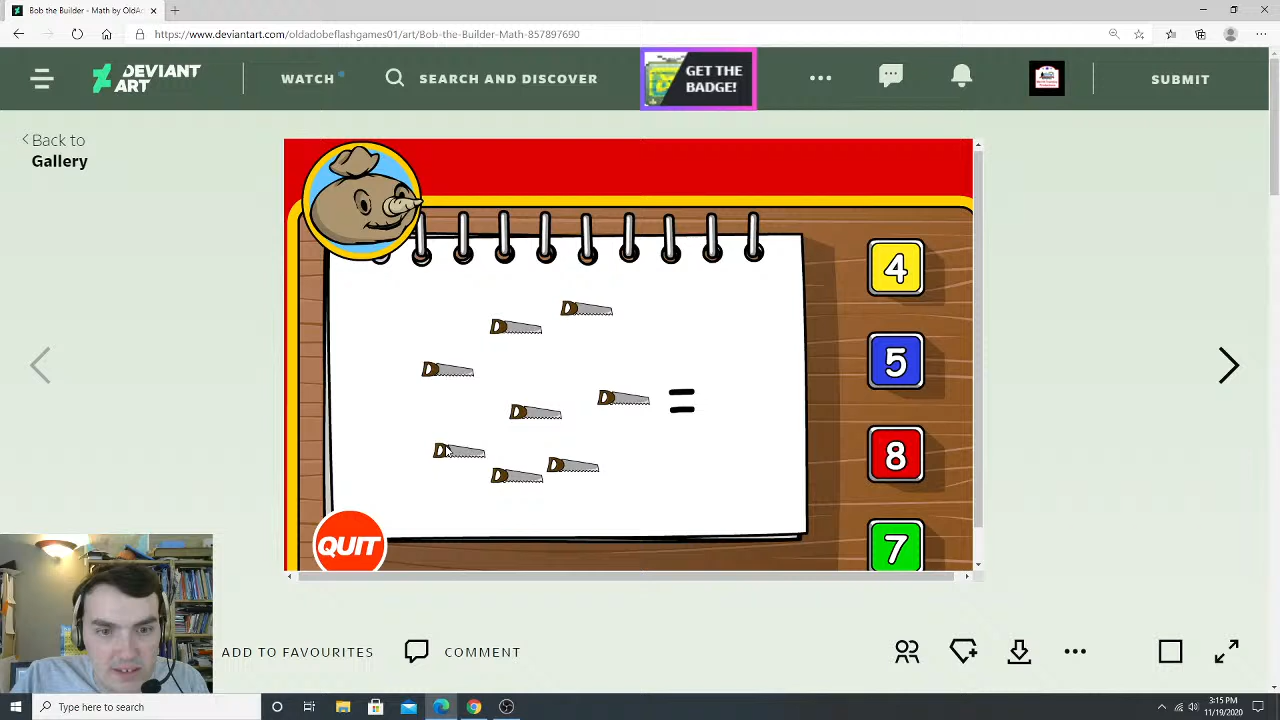 Bob the Builder - Math by OldAd
https://www.deviantart.com/oldadobeflashgames01/art/Bob-the-Builder-Math-857897690
DEVIANT ART
WATCH
SEARCH AND DISCOVER
GET THE BADGE!
SUBMIT
Back to
Gallery
4
5
8
7
=
QUIT
ADD TO FAVOURITES
COMMENT
Type here to search
3:15 PM
11/19/2020